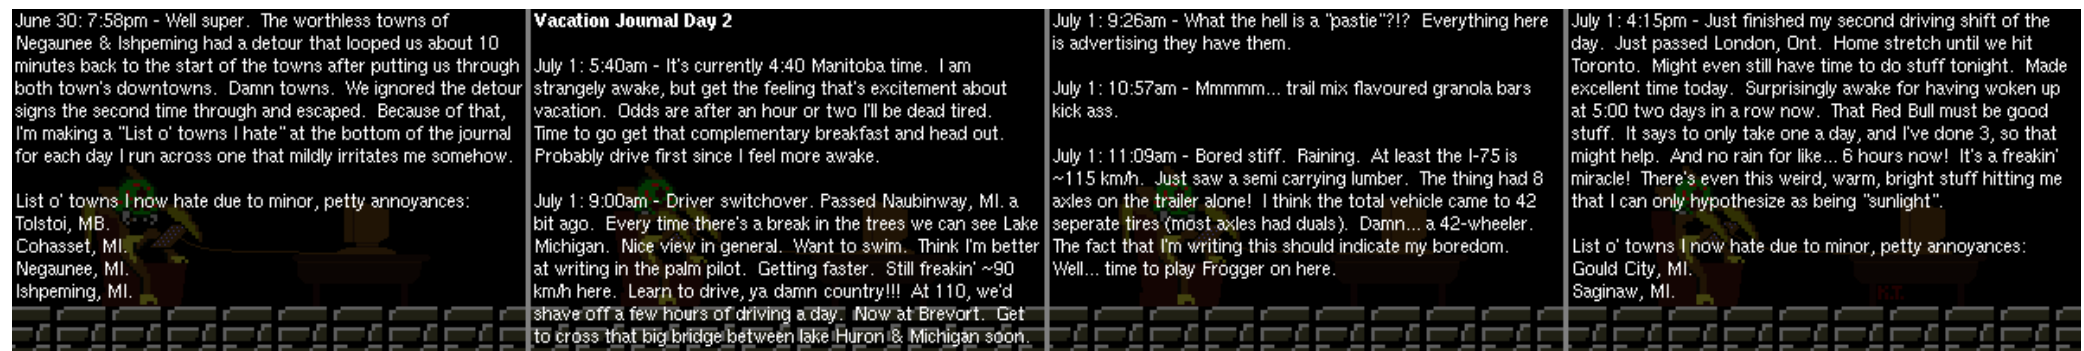 June 30: 7:58pm - Well super.  The worthless towns of
Negaunee & Ishpeming had a detour that looped us about 10
minutes back to the start of the towns after putting us through
both town's downtowns.  Damn towns.  We ignored the detour
signs the second time through and escaped.  Because of that,
I'm making a "List o' towns I hate" at the bottom of the journal
for each day I run across one that mildly irritates me somehow.
List o' towns I now hate due to minor, petty annoyances:
Tolstoi, MB.
Cohasset, MI.
Negaunee, MI.
Ishpeming, MI.
Vacation Journal Day 2
July 1: 5:40am - It's currently 4:40 Manitoba time.  I am
strangely awake, but get the feeling that's excitement about
vacation.  Odds are after an hour or two I'll be dead tired.
Time to go get that complementary breakfast and head out.
Probably drive first since I feel more awake.
July 1: 9:00am - Driver switchover. Passed Naubinway, MI. a
bit ago.  Every time there's a break in the trees we can see Lake
Michigan.  Nice view in general.  Want to swim.  Think I'm better
at writing in the palm pilot.  Getting faster.  Still freakin' ~90
km/h here.  Learn to drive, ya damn country!!!  At 110, we'd
shave off a few hours of driving a day.  Now at Brevort.  Get
to cross that big bridge between lake Huron & Michigan soon.
July 1: 9:26am - What the hell is a "pastie"?!?  Everything here
is advertising they have them.
July 1: 10:57am - Mmmmm... trail mix flavoured granola bars
kick ass.
July 1: 11:09am - Bored stiff.  Raining.  At least the I-75 is
~115 km/h.  Just saw a semi carrying lumber.  The thing had 8
axles on the trailer alone!  I think the total vehicle came to 42
seperate tires (most axles had duals).  Damn... a 42-wheeler.
The fact that I'm writing this should indicate my boredom.
Well... time to play Frogger on here.
July 1: 4:15pm - Just finished my second driving shift of the
day.  Just passed London, Ont.  Home stretch until we hit
Toronto.  Might even still have time to do stuff tonight.  Made
excellent time today.  Surprisingly awake for having woken up
at 5:00 two days in a row now.  That Red Bull must be good
stuff.  It says to only take one a day, and I've done 3, so that
might help.  And no rain for like... 6 hours now!  It's a freakin'
miracle!  There's even this weird, warm, bright stuff hitting me
that I can only hypothesize as being "sunlight".
List o' towns I now hate due to minor, petty annoyances:
Gould City, MI.
Saginaw, MI.